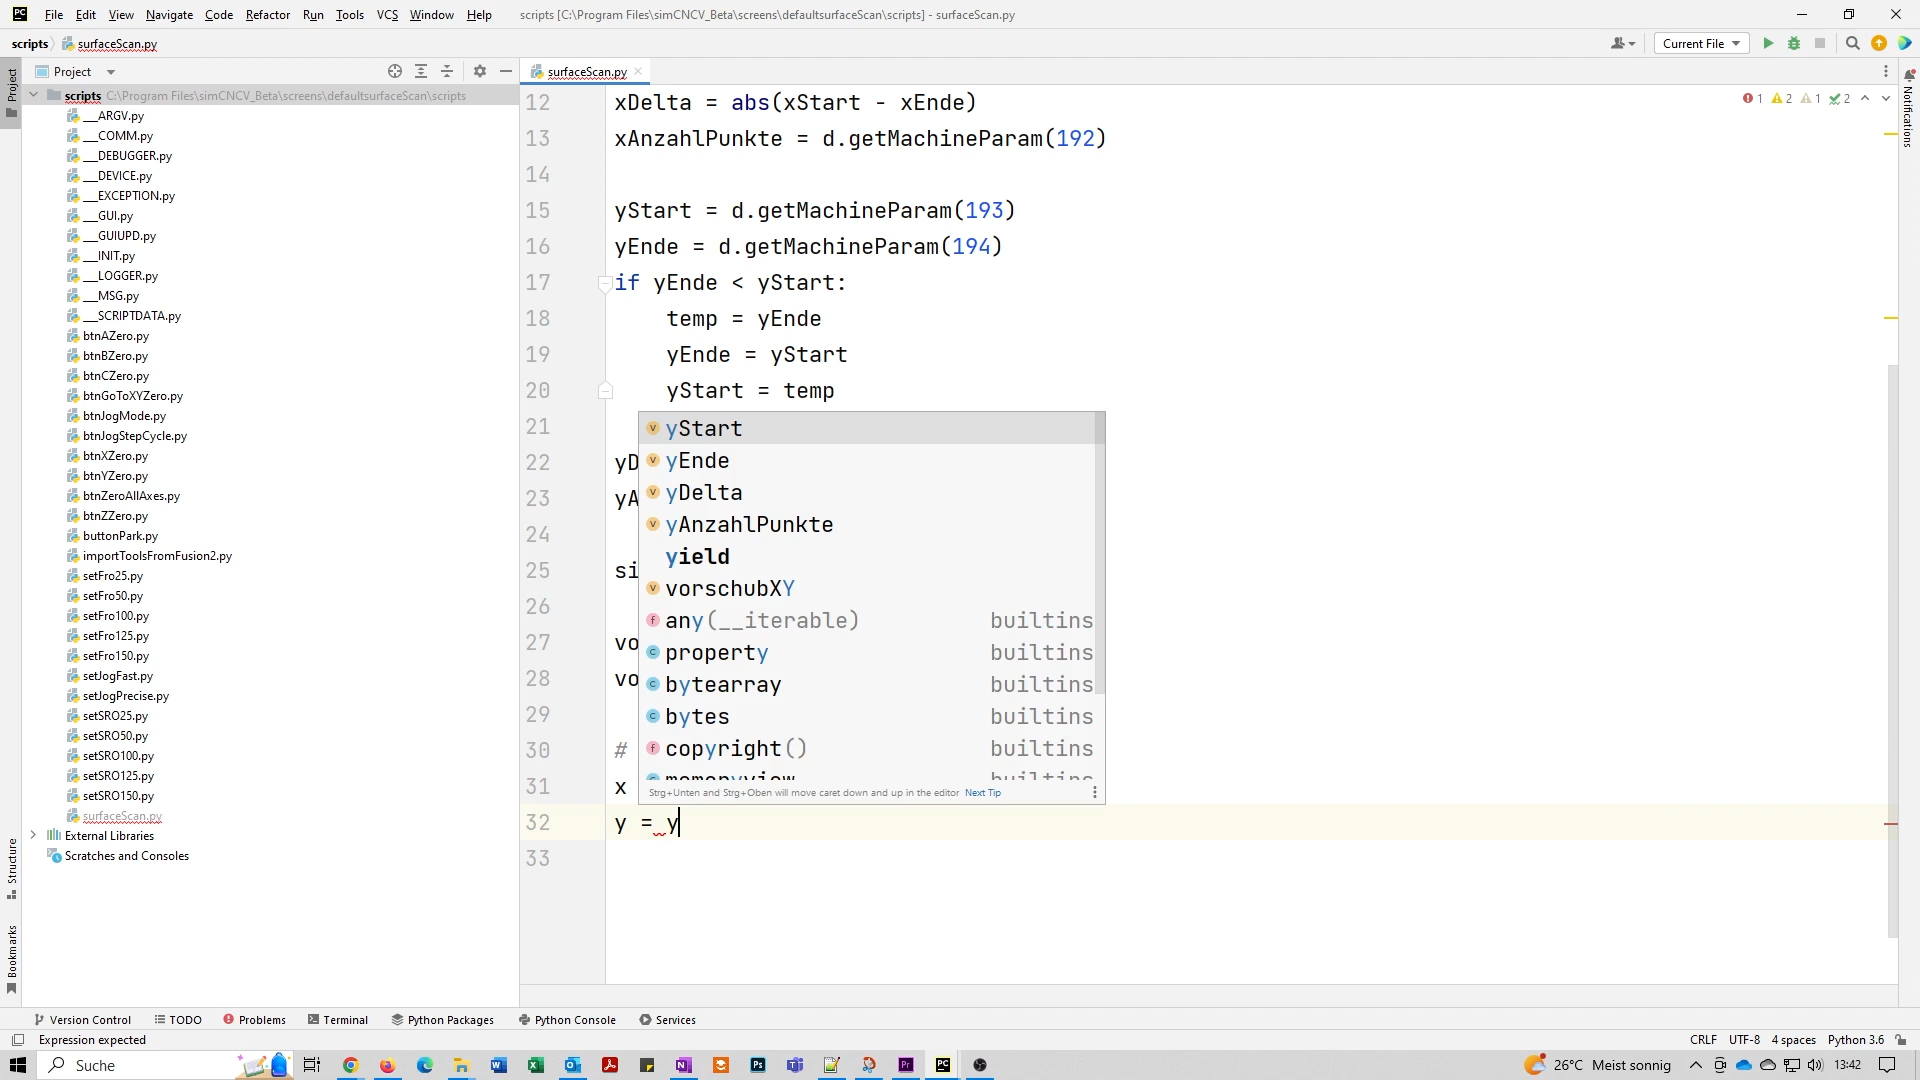 PC File Edit View Navigate Code Refactor Run Tools VCS Window Help scripts [C:\Program Files\simCNCV_Beta\screens\defaultsurfaceScan\scripts] - surfaceScan.py
scripts surfaceScan.py Current File
Project
Project surfaceScan.py
scripts C:\Program Files\simCNCV_Beta\screens\defaultsurfaceScan\scripts
__ARGV.py
__COMM.py
__DEBUGGER.py
__DEVICE.py
__EXCEPTION.py
__GUI.py
__GUIUPD.py
__INIT.py
__LOGGER.py
__MSG.py
__SCRIPTDATA.py
btnAZero.py
btnBZero.py
btnCZero.py
btnGoToXYZero.py
btnJogMode.py
btnJogStepCycle.py
btnXZero.py
btnYZero.py
btnZeroAllAxes.py
btnZZero.py
buttonPark.py
importToolsFromFusion2.py
setFro25.py
setFro50.py
setFro100.py
setFro125.py
setFro150.py
setJogFast.py
setJogPrecise.py
setSRO25.py
setSRO50.py
setSRO100.py
setSRO125.py
setSRO150.py
surfaceScan.py
External Libraries
Scratches and Consoles
Structure
Bookmarks
12 xDelta = abs(xStart - xEnde)
13 xAnzahlPunkte = d.getMachineParam(192)
14
15 yStart = d.getMachineParam(193)
16 yEnde = d.getMachineParam(194)
17 if yEnde < yStart:
18 temp = yEnde
19 yEnde = yStart
20 yStart = temp
21
22 yD
23 yA
24
25 si
26
27 vo
28 vo
29
30 #
31 x
32 y = y
33
yStart
yEnde
yDelta
yAnzahlPunkte
yield
vorschubXY
any(__iterable) builtins
property builtins
bytearray builtins
bytes builtins
copyright() builtins
memoryview builtins
Strg+Unten and Strg+Oben will move caret down and up in the editor Next Tip
1 2 1 2
Notifications
Version Control TODO Problems Terminal Python Packages Python Console Services
Expression expected CRLF UTF-8 4 spaces Python 3.6
Suche 26°C Meist sonnig 13:42